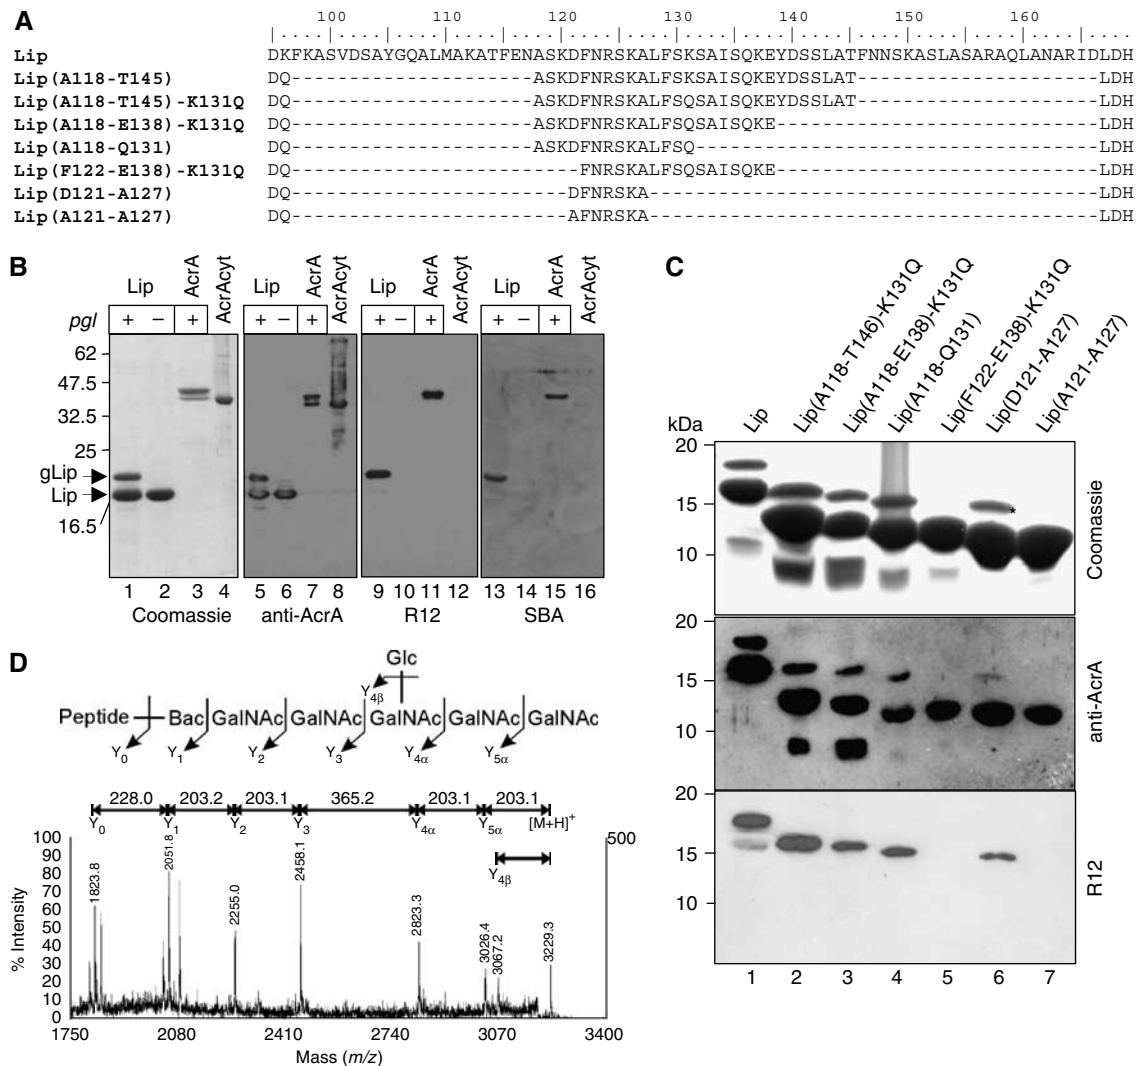 A
100 110 120 130 140 150 160
Lip DKFKASVDSAYGQALMAKATFENASKDFNRSKALFSKSAISQKEYDSSLATFNNSKASLASARAQLANARIDLDH
Lip(A118-T145) DQ---------------------ASKDFNRSKALFSKSAISQKEYDSSLAT---------------------LDH
Lip(A118-T145)-K131Q DQ---------------------ASKDFNRSKALFSQSAISQKEYDSSLAT---------------------LDH
Lip(A118-E138)-K131Q DQ---------------------ASKDFNRSKALFSQSAISQKE----------------------------LDH
Lip(A118-Q131) DQ---------------------ASKDFNRSKALFSQ-----------------------------------LDH
Lip(F122-E138)-K131Q DQ-------------------------FNRSKALFSQSAISQKE----------------------------LDH
Lip(D121-A127) DQ------------------------DFNRSKA---------------------------------------LDH
Lip(A121-A127) DQ------------------------AFNRSKA---------------------------------------LDH
B
Lip AcrA AcrAcyt Lip AcrA AcrAcyt Lip AcrA AcrAcyt Lip AcrA AcrAcyt
pgl + − + + − + + − + + − +
62
47.5
32.5
25
gLip
Lip
16.5
1 2 3 4 5 6 7 8 9 10 11 12 13 14 15 16
Coomassie anti-AcrA R12 SBA
C
Lip Lip(A118-T146)-K131Q Lip(A118-E138)-K131Q Lip(A118-Q131) Lip(F122-E138)-K131Q Lip(D121-A127) Lip(A121-A127)
kDa
20
15
10
*
Coomassie
20
15
10
anti-AcrA
20
15
10
R12
1 2 3 4 5 6 7
D
Glc
Y4β
Peptide Bac GalNAc GalNAc GalNAc GalNAc GalNAc
Y0 Y1 Y2 Y3 Y4α Y5α
228.0 203.2 203.1 365.2 203.1 203.1
Y0 Y1 Y2 Y3 Y4α Y5α [M+H]+
Y4β
500
100
90
80
70
60
50
40
30
20
10
0
% Intensity
1823.8 2051.8 2255.0 2458.1 2823.3 3026.4 3067.2 3229.3
1750 2080 2410 2740 3070 3400
Mass (m/z)